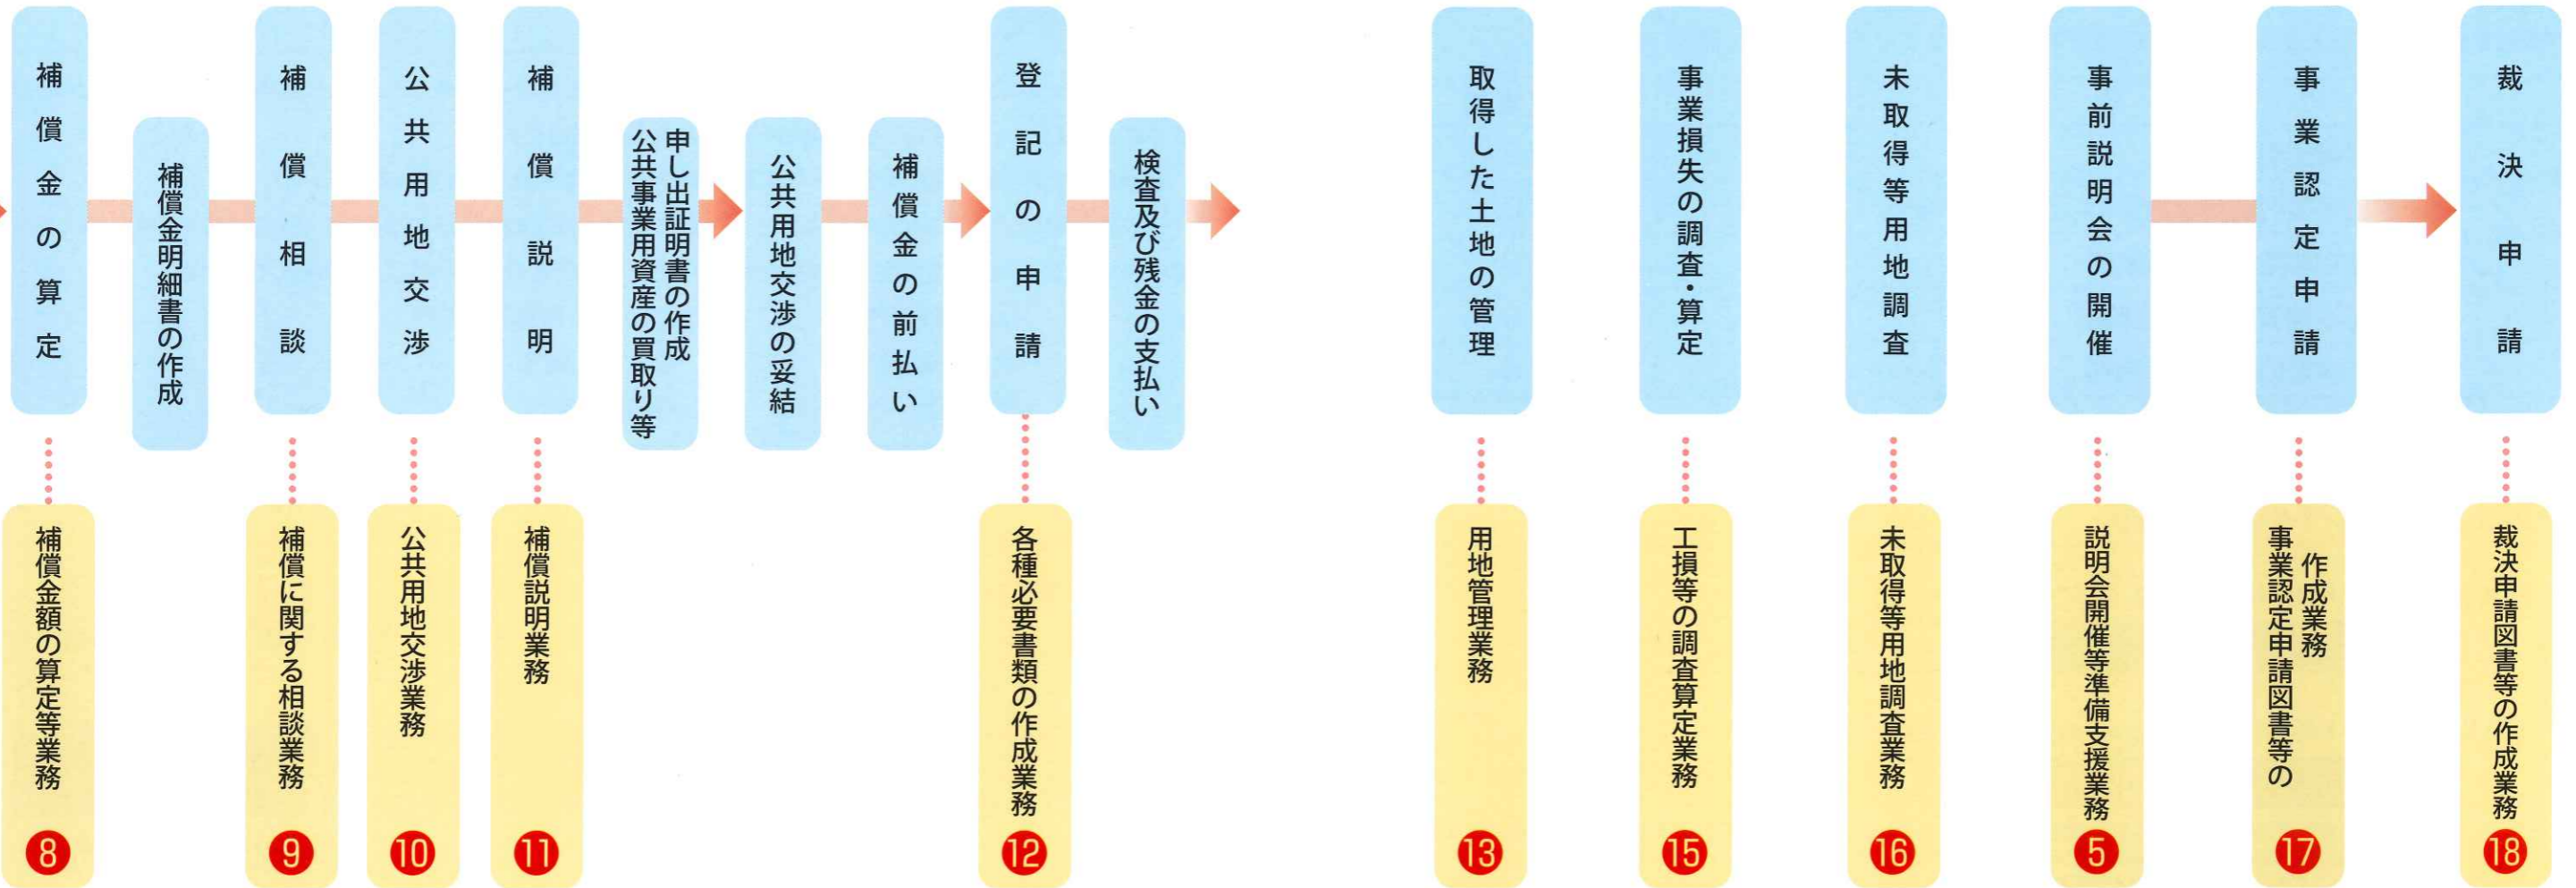 補償金の算定
補償金明細書の作成
補償相談
公共用地交渉
補償説明
公共事業用資産の買取り等
申し出証明書の作成
公共用地交渉の妥結
補償金の前払い
登記の申請
検査及び残金の支払い
取得した土地の管理
事業損失の調査・算定
未取得等用地調査
事前説明会の開催
事業認定申請
裁決申請
補償金額の算定等業務
8
補償に関する相談業務
9
公共用地交渉業務
10
補償説明業務
11
各種必要書類の作成業務
12
用地管理業務
13
工損等の調査算定業務
15
未取得等用地調査業務
16
説明会開催等準備支援業務
5
事業認定申請図書等の
作成業務
17
裁決申請図書等の作成業務
18